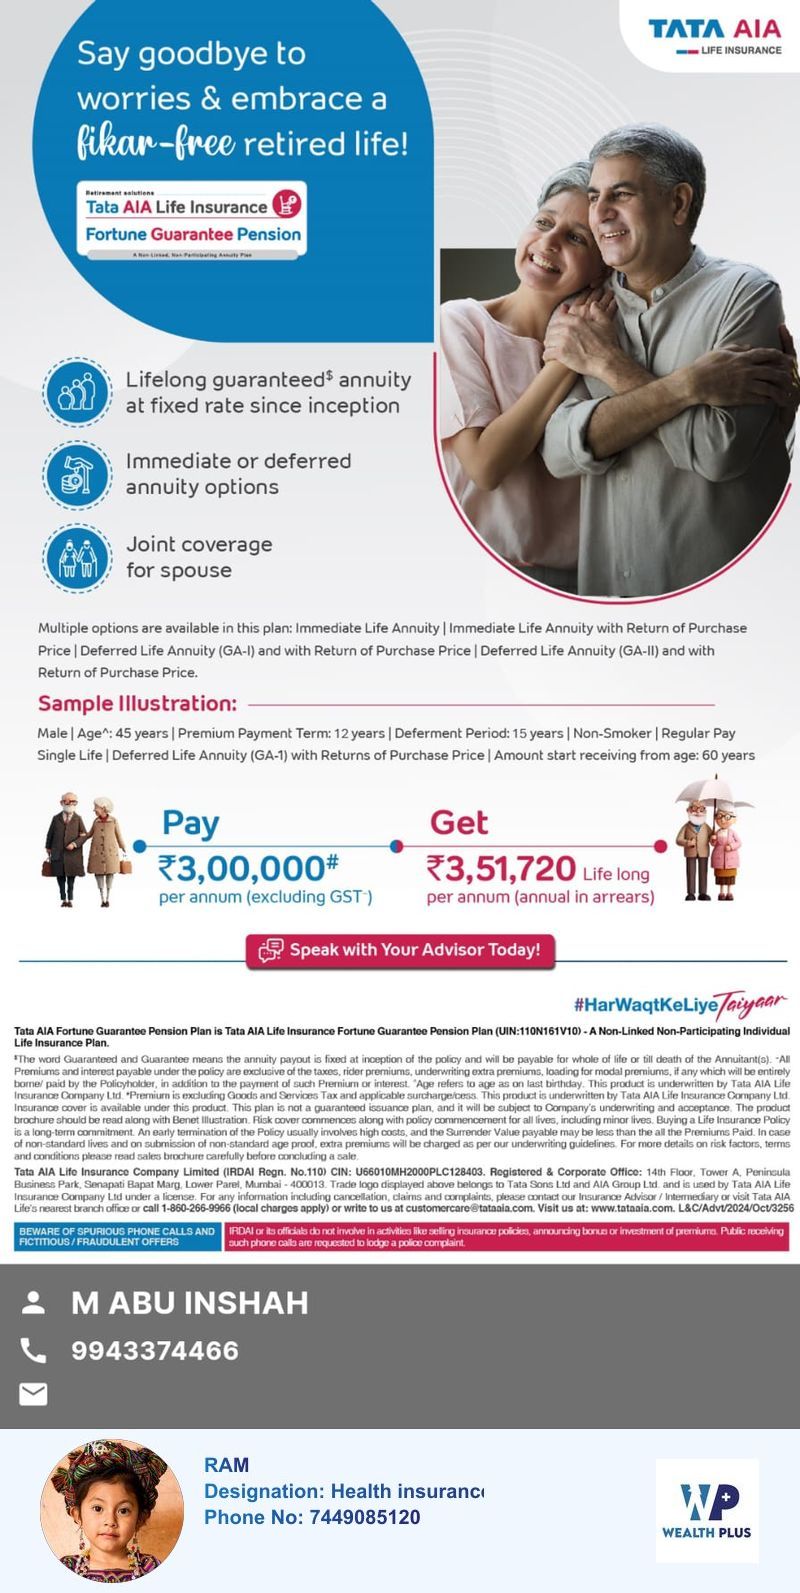 TATA AIA
LIFE INSURANCE
Say goodbye to
worries & embrace a
fikar-free retired life!
Retirement solutions
Tata AIA Life Insurance
Fortune Guarantee Pension
A Non-Linked, Non-Participating Annuity Plan
Lifelong guaranteed$ annuity
at fixed rate since inception
Immediate or deferred
annuity options
Joint coverage
for spouse
Multiple options are available in this plan: Immediate Life Annuity | Immediate Life Annuity with Return of Purchase
Price | Deferred Life Annuity (GA-I) and with Return of Purchase Price | Deferred Life Annuity (GA-II) and with
Return of Purchase Price.
Sample Illustration:
Male | Age^: 45 years | Premium Payment Term: 12 years | Deferment Period: 15 years | Non-Smoker | Regular Pay
Single Life | Deferred Life Annuity (GA-1) with Returns of Purchase Price | Amount start receiving from age: 60 years
Pay
₹3,00,000#
per annum (excluding GST~)
Get
₹3,51,720 Life long
per annum (annual in arrears)
Speak with Your Advisor Today!
#HarWaqtKeLiye Taiyaar
Tata AIA Fortune Guarantee Pension Plan is Tata AIA Life Insurance Fortune Guarantee Pension Plan (UIN:110N161V10) - A Non-Linked Non-Participating Individual
Life Insurance Plan.
$The word Guaranteed and Guarantee means the annuity payout is fixed at inception of the policy and will be payable for whole of life or till death of the Annuitant(s). ~All
Premiums and interest payable under the policy are exclusive of the taxes, rider premiums, underwriting extra premiums, loading for modal premiums, if any which will be entirely
borne/ paid by the Policyholder, in addition to the payment of such Premium or interest. ^Age refers to age as on last birthday. This product is underwritten by Tata AIA Life
Insurance Company Ltd. #Premium is excluding Goods and Services Tax and applicable surcharge/cess. This product is underwritten by Tata AIA Life Insurance Company Ltd.
Insurance cover is available under this product. This plan is not a guaranteed issuance plan, and it will be subject to Company's underwriting and acceptance. The product
brochure should be read along with Benet Illustration. Risk cover commences along with policy commencement for all lives, including minor lives. Buying a Life Insurance Policy
is a long-term commitment. An early termination of the Policy usually involves high costs, and the Surrender Value payable may be less than the all the Premiums Paid. In case
of non-standard lives and on submission of non-standard age proof, extra premiums will be charged as per our underwriting guidelines. For more details on risk factors, terms
and conditions please read sales brochure carefully before concluding a sale.
Tata AIA Life Insurance Company Limited (IRDAI Regn. No.110) CIN: U66010MH2000PLC128403. Registered & Corporate Office: 14th Floor, Tower A, Peninsula
Business Park, Senapati Bapat Marg, Lower Parel, Mumbai - 400013. Trade logo displayed above belongs to Tata Sons Ltd and AIA Group Ltd. and is used by Tata AIA Life
Insurance Company Ltd under a license. For any information including cancellation, claims and complaints, please contact our Insurance Advisor / Intermediary or visit Tata AIA
Life's nearest branch office or call 1-860-266-9966 (local charges apply) or write to us at customercare@tataaia.com. Visit us at: www.tataaia.com. L&C/Advt/2024/Oct/3256
BEWARE OF SPURIOUS PHONE CALLS AND
FICTITIOUS / FRAUDULENT OFFERS
IRDAI or its officials do not involve in activities like selling insurance policies, announcing bonus or investment of premiums. Public receiving
such phone calls are requested to lodge a police complaint.
M ABU INSHAH
9943374466
RAM
Designation: Health insurance
Phone No: 7449085120
WP
WEALTH PLUS